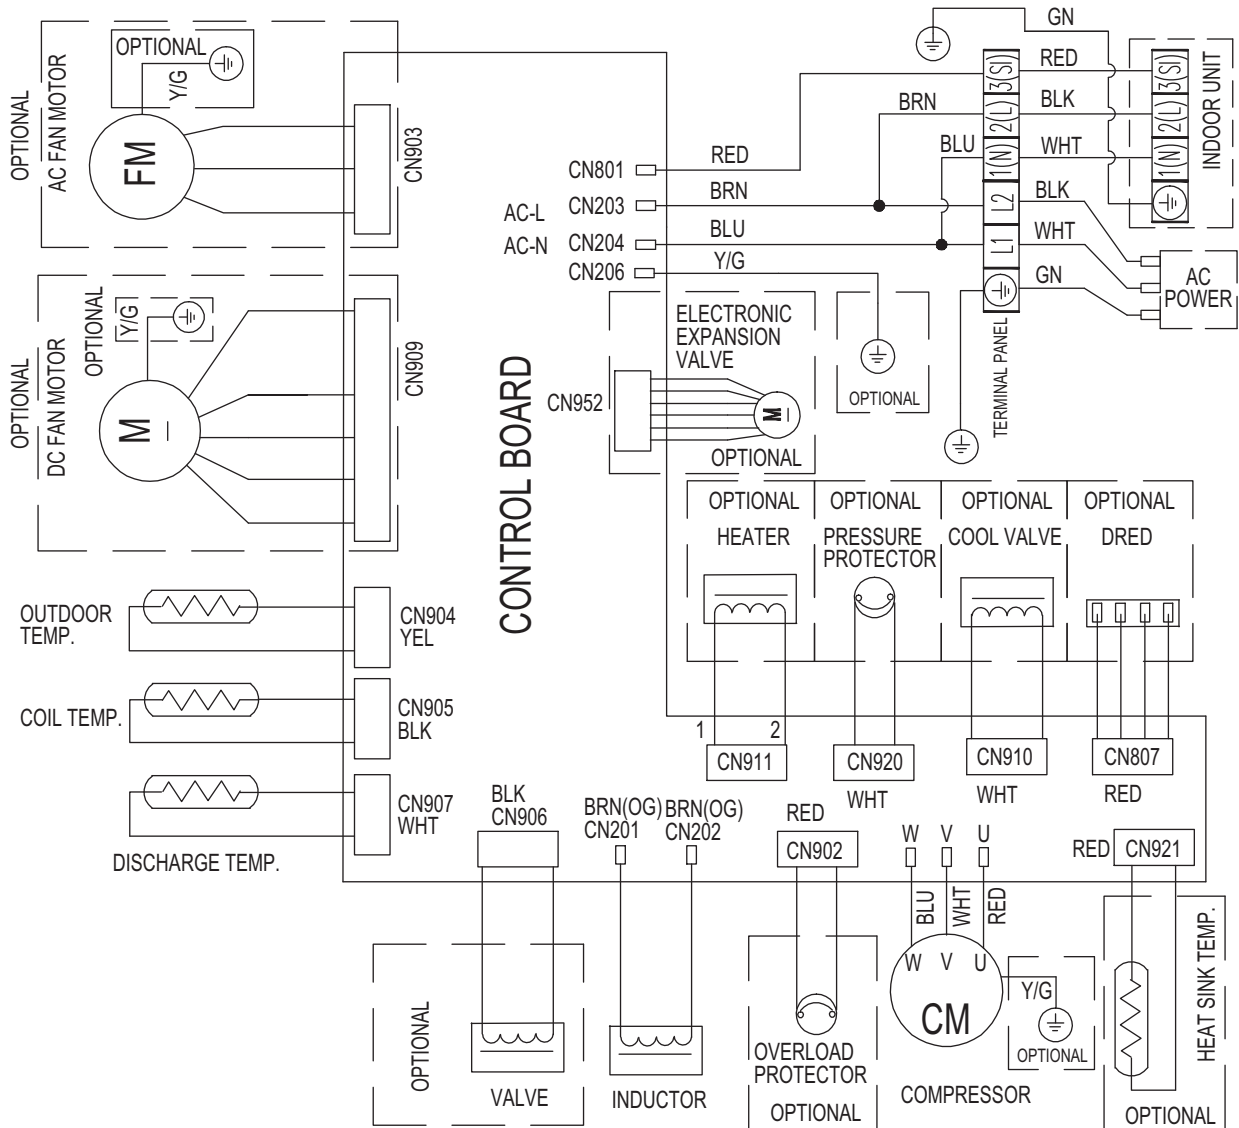 OPTIONAL
AC FAN MOTOR
OPTIONAL
Y/G
FM
CN903
OPTIONAL
DC FAN MOTOR
OPTIONAL
Y/G
M
CN909
OUTDOOR
TEMP.
CN904
YEL
COIL TEMP.
CN905
BLK
DISCHARGE TEMP.
CN907
WHT
CONTROL BOARD
CN801
RED
AC-L
CN203
BRN
AC-N
CN204
BLU
CN206
Y/G
BRN
BLU
GN
3(SI)
2(L)
1(N)
L2
L1
TERMINAL PANEL
RED
BLK
WHT
BLK
WHT
GN
3(SI)
2(L)
1(N)
INDOOR UNIT
AC
POWER
ELECTRONIC
EXPANSION
VALVE
CN952
M
OPTIONAL
OPTIONAL
OPTIONAL
HEATER
1
2
CN911
OPTIONAL
PRESSURE
PROTECTOR
CN920
WHT
OPTIONAL
COOL VALVE
CN910
WHT
OPTIONAL
DRED
CN807
RED
BLK
CN906
OPTIONAL
VALVE
BRN(OG)
CN201
BRN(OG)
CN202
INDUCTOR
RED
CN902
OVERLOAD
PROTECTOR
OPTIONAL
W
V
U
BLU
WHT
RED
W
V
U
CM
Y/G
OPTIONAL
COMPRESSOR
RED
CN921
HEAT SINK TEMP.
OPTIONAL